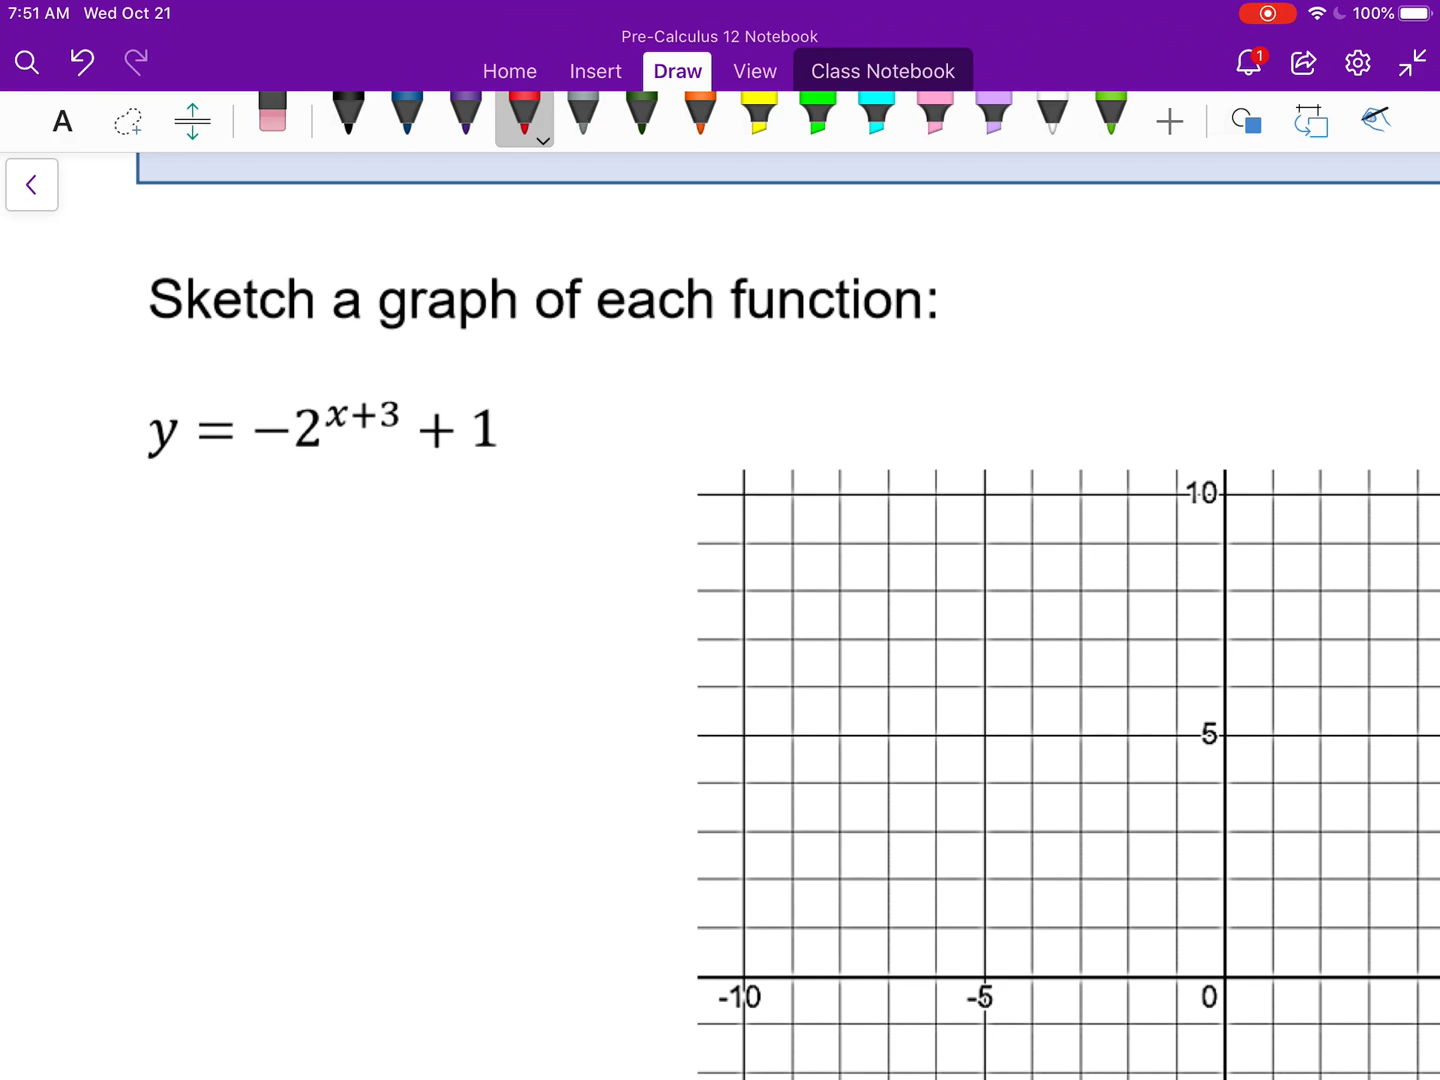 7:51 AM Wed Oct 21
100%
Pre-Calculus 12 Notebook
1
Home Insert Draw View Class Notebook
A
Sketch a graph of each function:
y = −2^{x+3} + 1
10
5
-10 -5 0